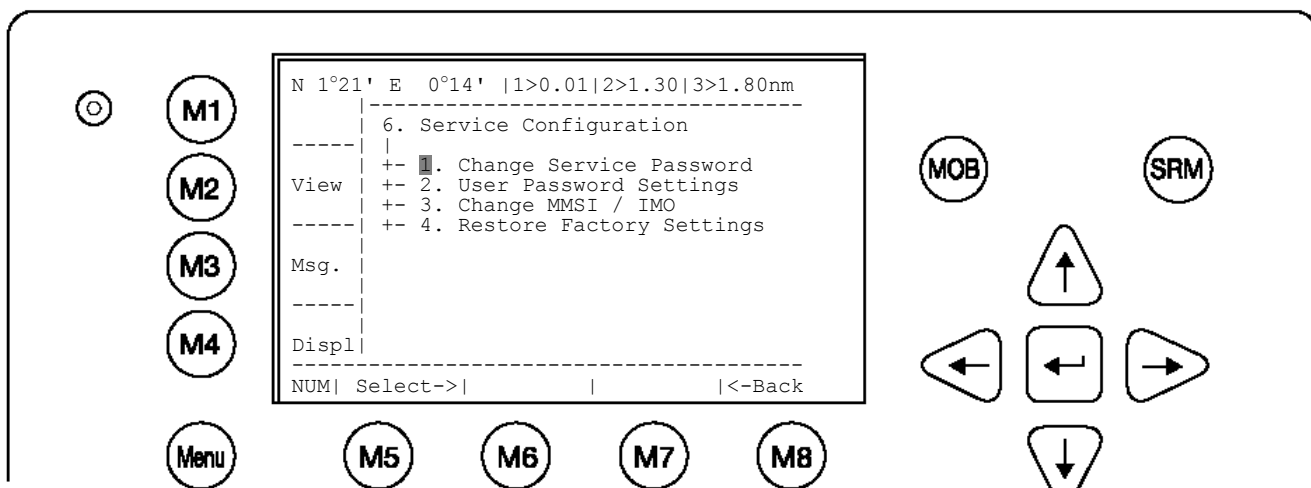 N 1°21' E  0°14' |1>0.01|2>1.30|3>1.80nm
6. Service Configuration
+- 1. Change Service Password
+- 2. User Password Settings
+- 3. Change MMSI / IMO
+- 4. Restore Factory Settings
View
Msg.
Displ
NUM| Select->| | |<-Back
M1
M2
M3
M4
Menu
M5
M6
M7
M8
MOB
SRM